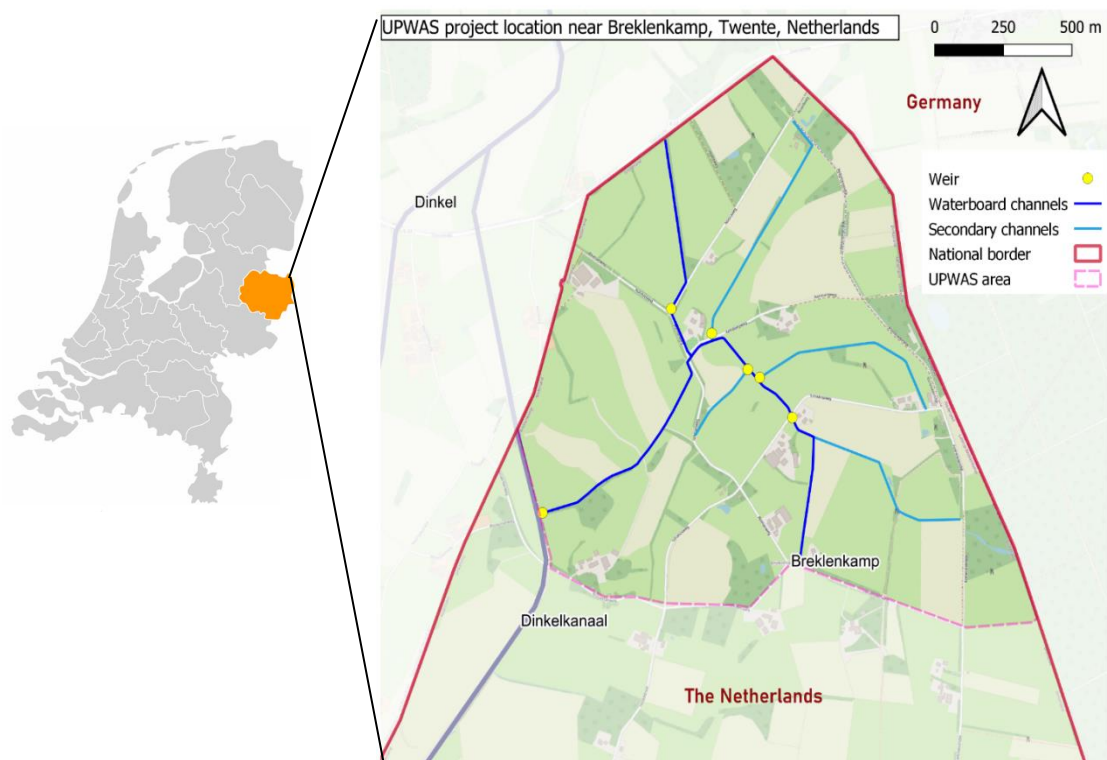 UPWAS project location near Breklenkamp, Twente, Netherlands
0 250 500 m
Germany
Weir
Waterboard channels
Secondary channels
National border
UPWAS area
Dinkel
Breklenkamp
Dinkelkanaal
The Netherlands